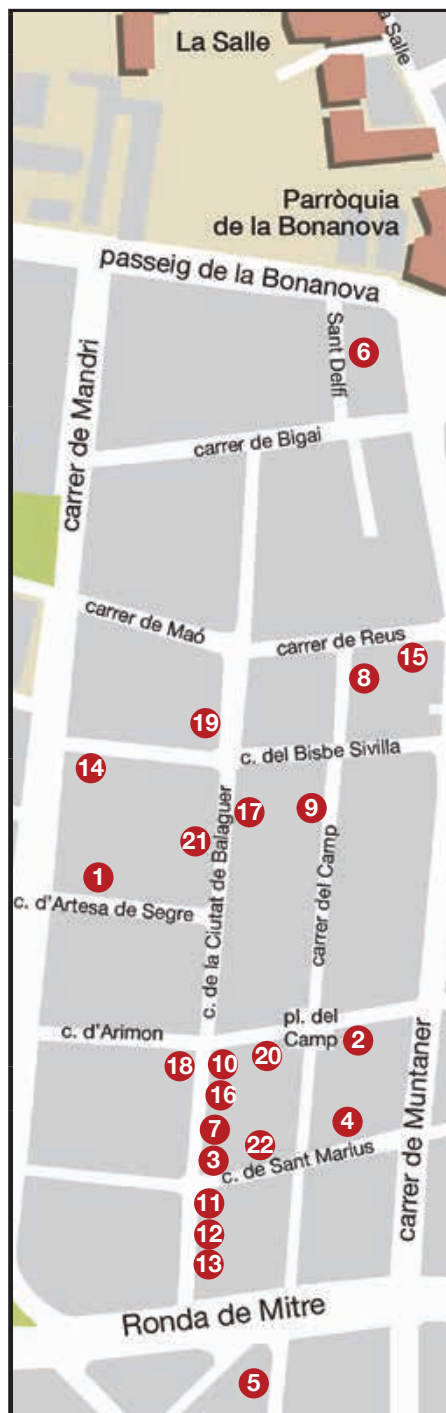 La Salle
La Salle
Parròquia
de la Bonanova
passeig de la Bonanova
Sant Delfí
6
carrer de Mandri
carrer de Bigai
carrer de Maó
carrer de Reus
15
8
19
c. del Bisbe Sivilla
14
17
9
21
1
c. de la Ciutat de Balaguer
carrer del Camp
c. d'Artesa de Segre
pl. del
Camp
c. d'Arimon
2
20
18
10
16
carrer de Muntaner
4
7
22
3
c. de Sant Marius
11
12
13
Ronda de Mitre
5